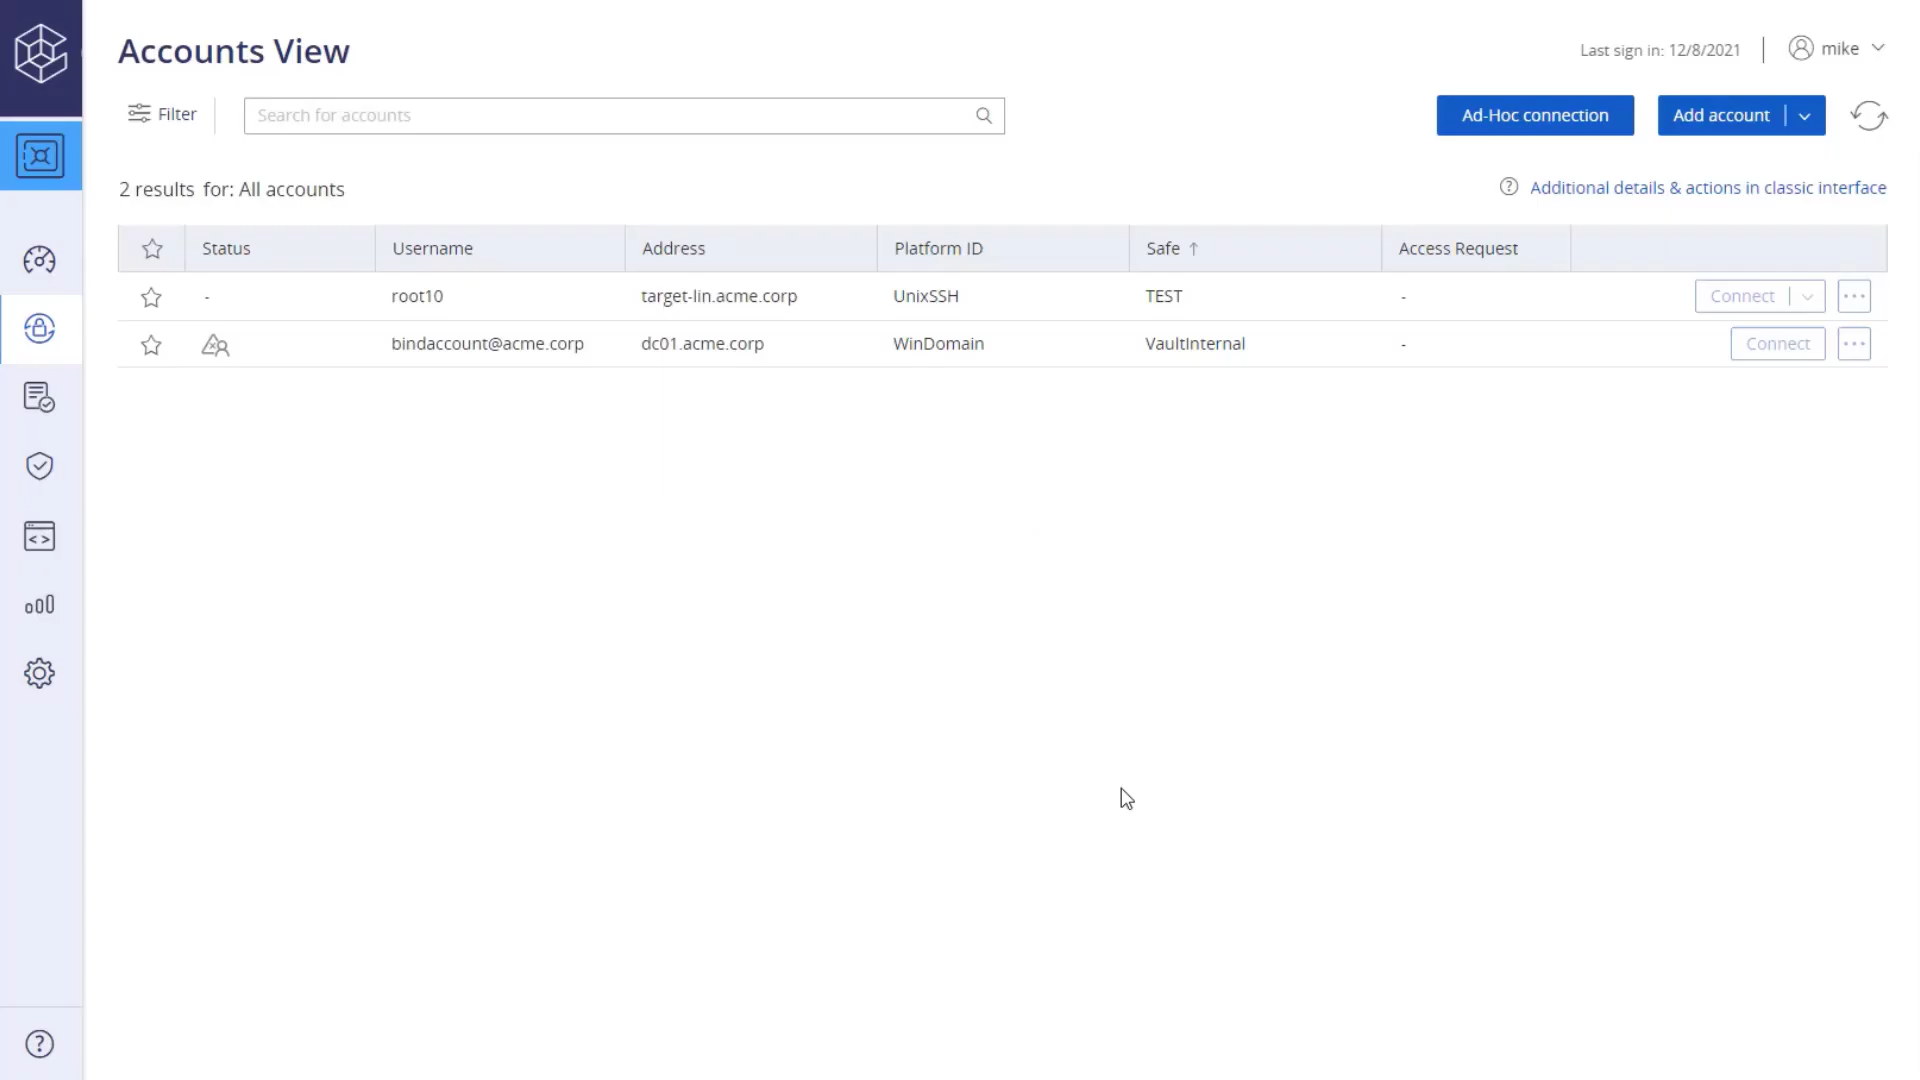 Accounts View
Last sign in: 12/8/2021
mike
Filter
Search for accounts
Ad-Hoc connection
Add account
2 results for: All accounts
? Additional details & actions in classic interface
Status Username Address Platform ID Safe ↑ Access Request
- root10 target-lin.acme.corp UnixSSH TEST - Connect ...
bindaccount@acme.corp dc01.acme.corp WinDomain VaultInternal - Connect ...
?